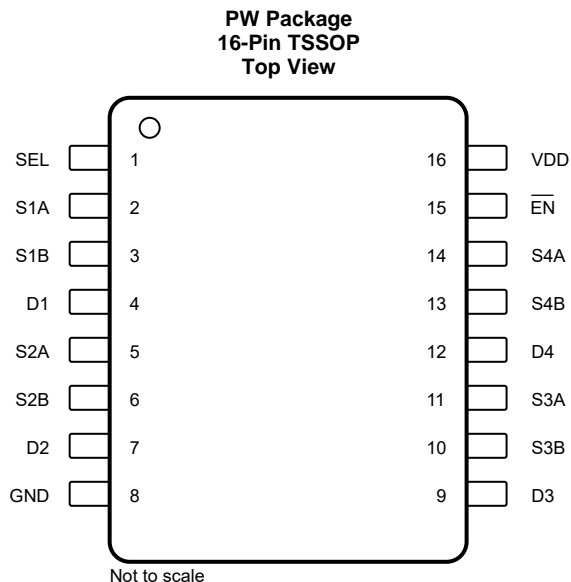 PW Package
16-Pin TSSOP
Top View
SEL 1 16 VDD
S1A 2 15 E̅N̅
S1B 3 14 S4A
D1 4 13 S4B
S2A 5 12 D4
S2B 6 11 S3A
D2 7 10 S3B
GND 8 9 D3
Not to scale